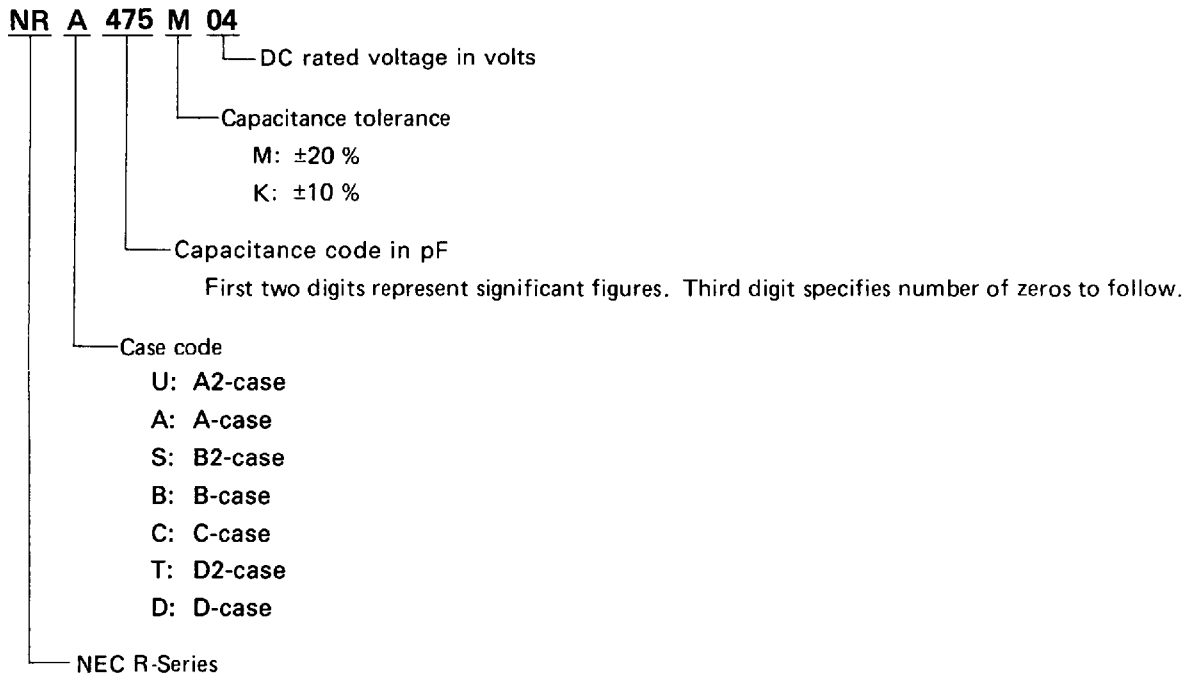 NR A 475 M 04
DC rated voltage in volts
Capacitance tolerance
M: ±20 %
K: ±10 %
Capacitance code in pF
First two digits represent significant figures. Third digit specifies number of zeros to follow.
Case code
U: A2-case
A: A-case
S: B2-case
B: B-case
C: C-case
T: D2-case
D: D-case
NEC R-Series